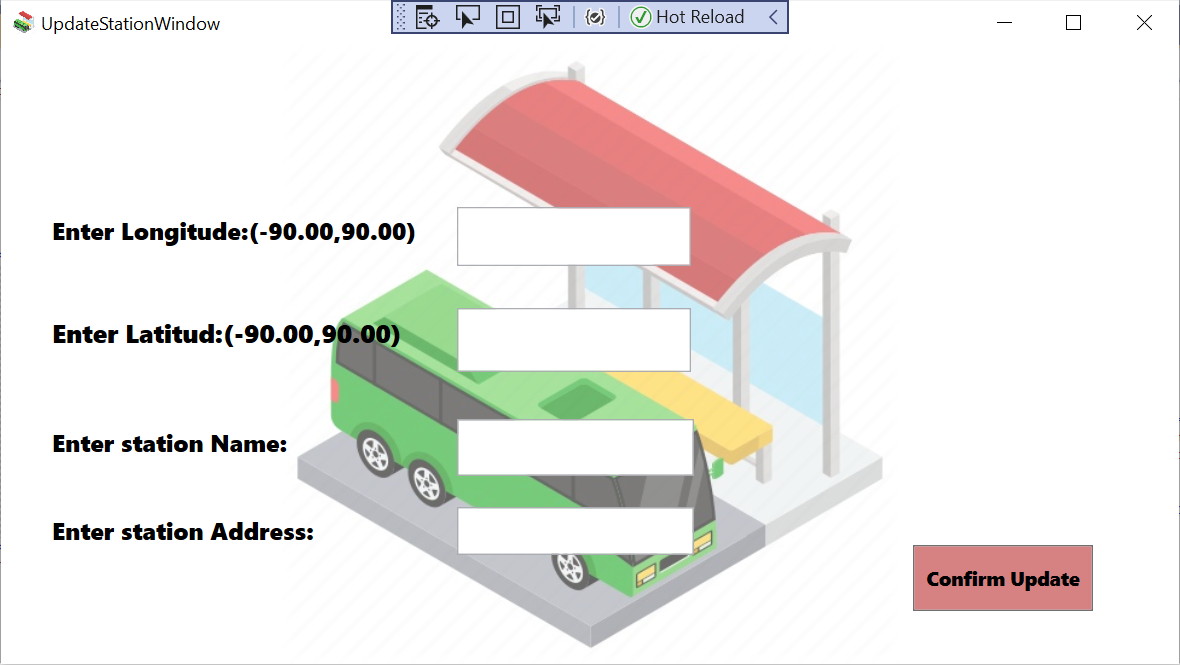 UpdateStationWindow
Hot Reload
Enter Longitude:(-90.00,90.00)
Enter Latitud:(-90.00,90.00)
Enter station Name:
Enter station Address:
Confirm Update